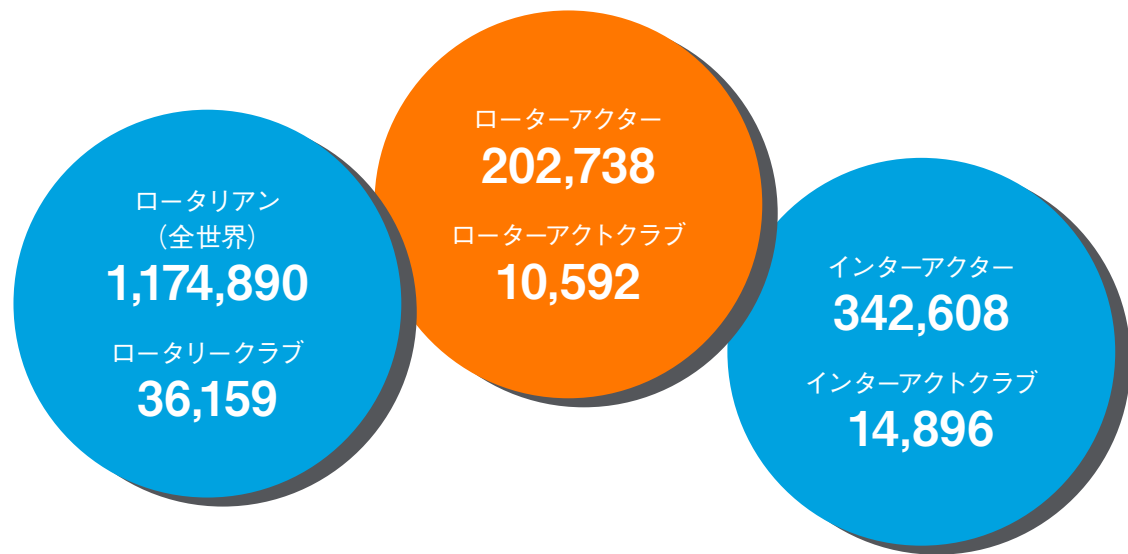 ロータリアン
（全世界）
1,174,890
ロータリークラブ
36,159
ローターアクター
202,738
ローターアクトクラブ
10,592
インターアクター
342,608
インターアクトクラブ
14,896